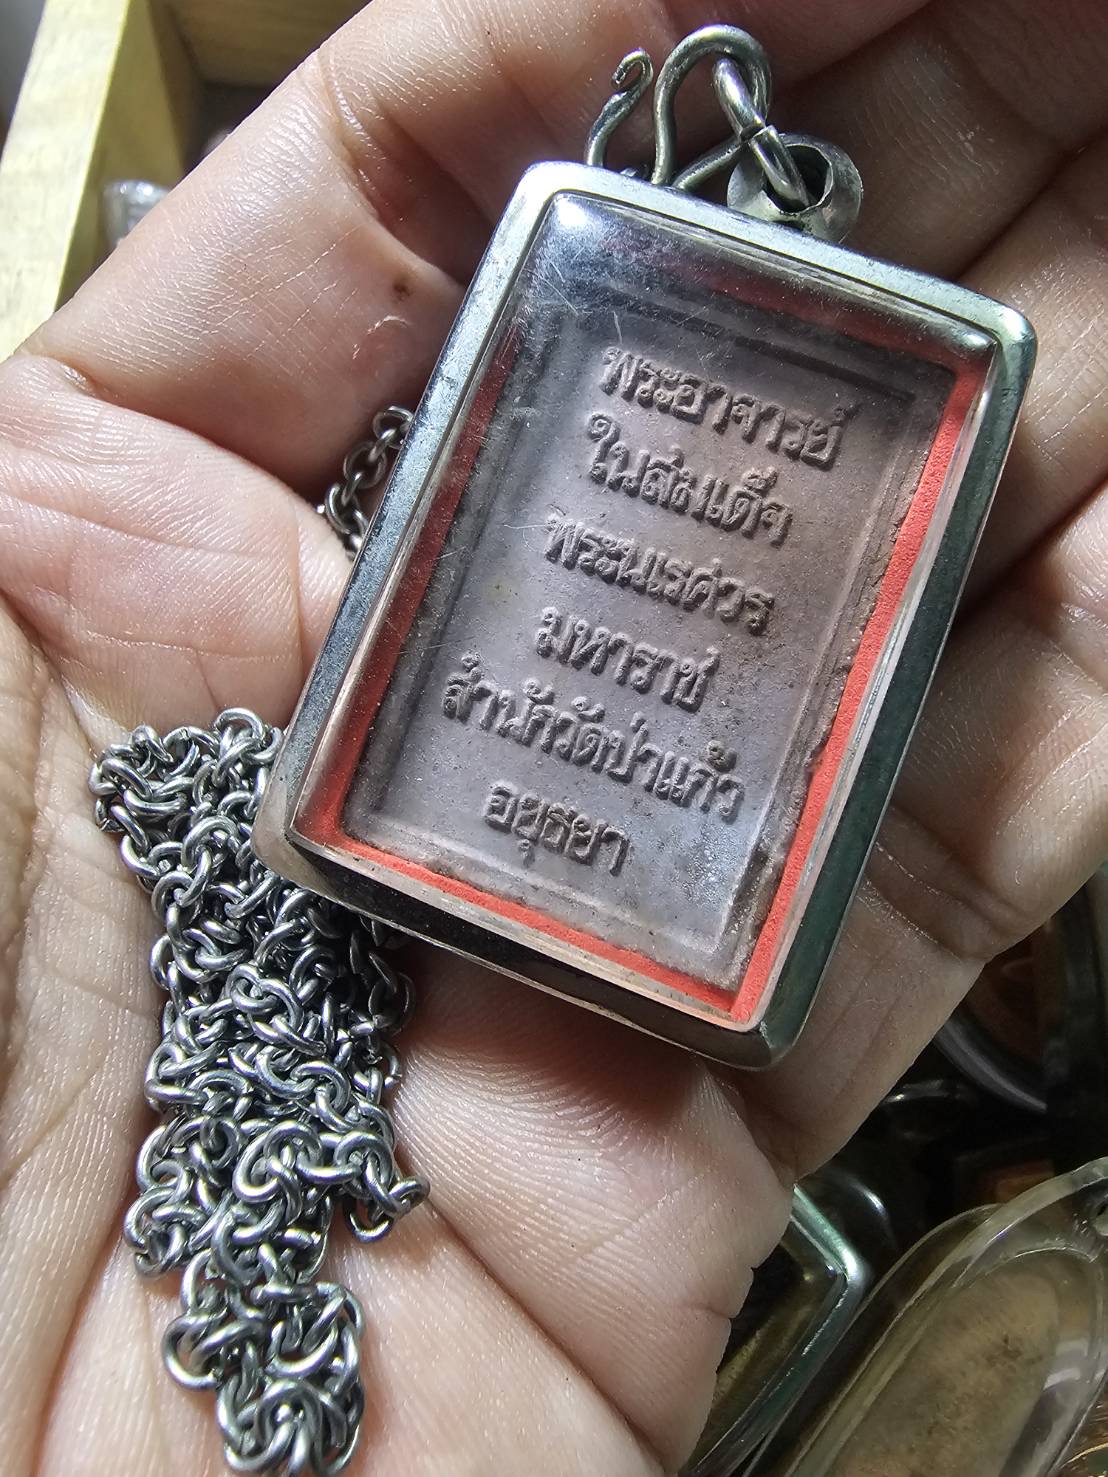 พระอาจารย์
ในสมเด็จ
พระนเรศวร
มหาราช
สำนักวัดป่าแก้ว
อยุธยา